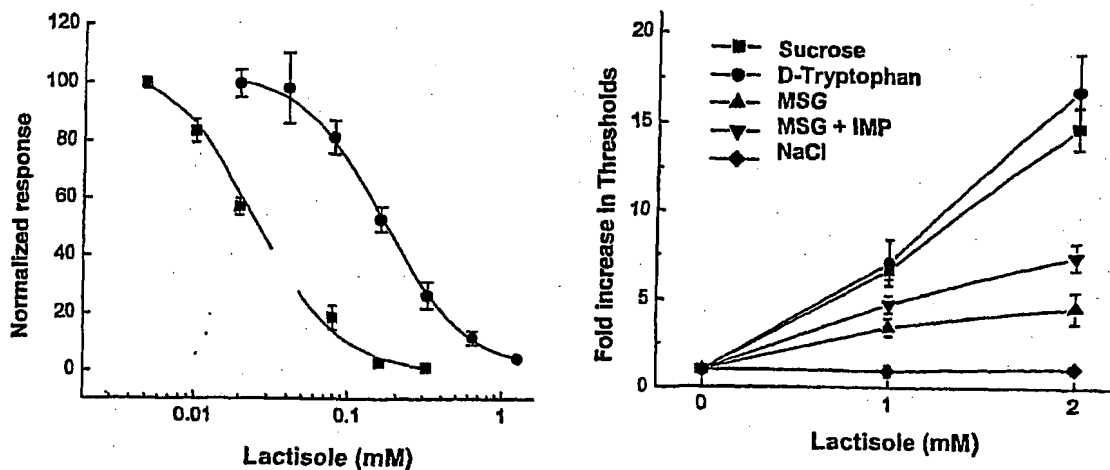 120
100
80
60
40
20
0
0.01
0.1
1
Normalized response
Lactisole (mM)
20
15
10
5
0
0
1
2
Fold increase in Thresholds
Lactisole (mM)
Sucrose
D-Tryptophan
MSG
MSG + IMP
NaCl